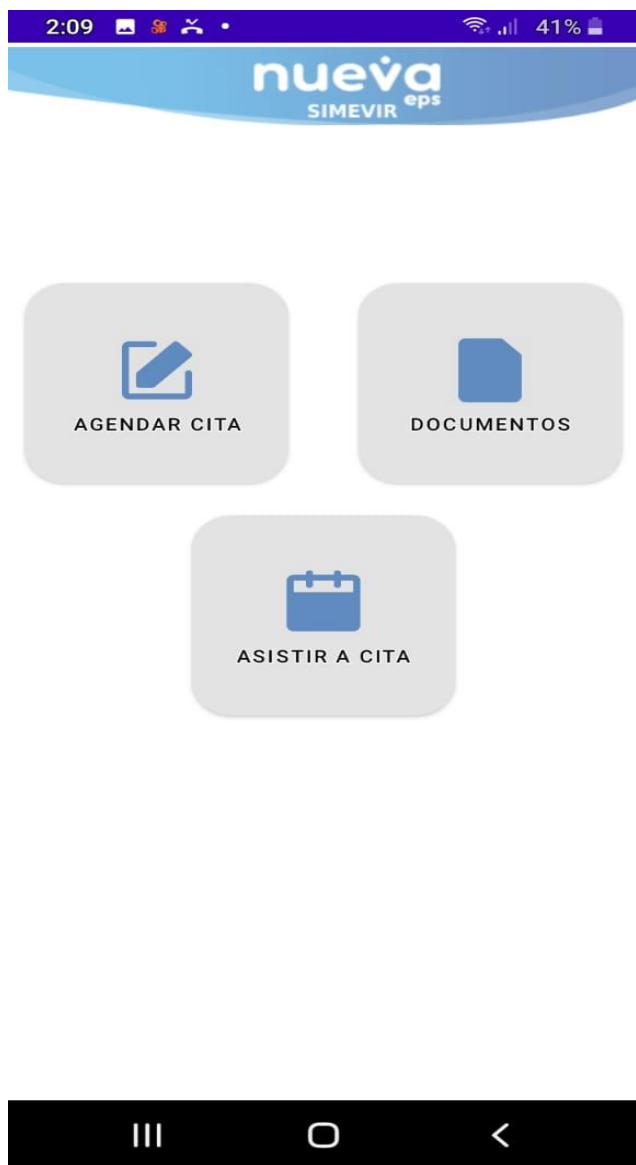 2:09 41%
nueva
eps
SIMEVIR
AGENDAR CITA
DOCUMENTOS
ASISTIR A CITA